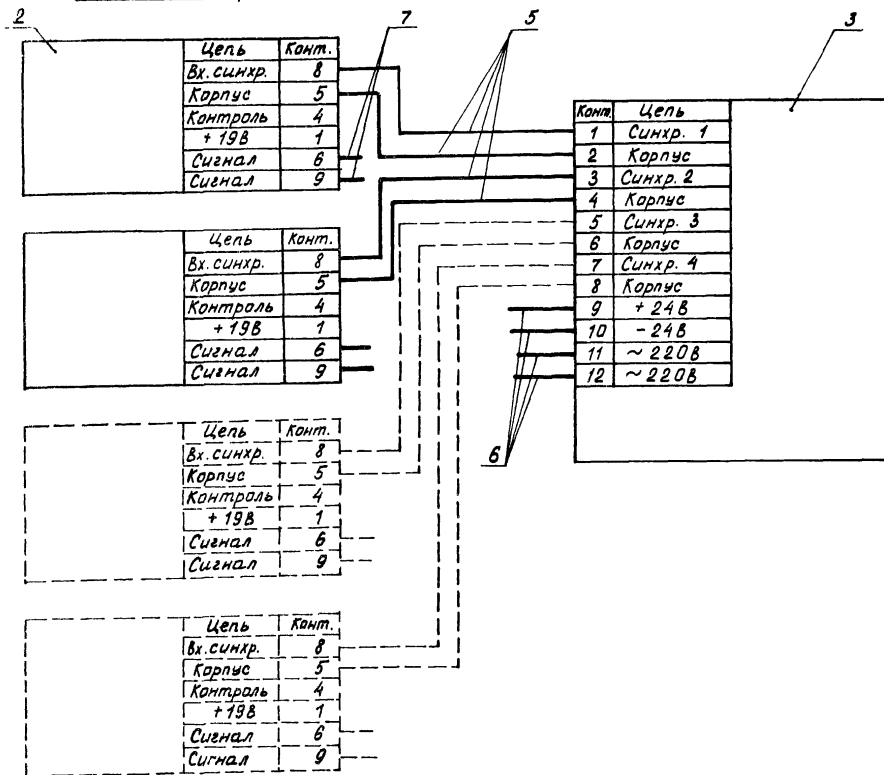 2
7
5
3
Цепь Конт.
Вх. синхр. 8
Корпус 5
Контроль 4
+ 19В 1
Сигнал 6
Сигнал 9
Конт. Цепь
1 Синхр. 1
2 Корпус
3 Синхр. 2
4 Корпус
5 Синхр. 3
6 Корпус
7 Синхр. 4
8 Корпус
9 + 24В
10 - 24В
11 ~ 220В
12 ~ 220В
Цепь Конт.
Вх. синхр. 8
Корпус 5
Контроль 4
+ 19В 1
Сигнал 6
Сигнал 9
6
Цепь Конт.
Вх. синхр. 8
Корпус 5
Контроль 4
+ 19В 1
Сигнал 6
Сигнал 9
Цепь Конт.
Вх. синхр. 8
Корпус 5
Контроль 4
+ 19В 1
Сигнал 6
Сигнал 9